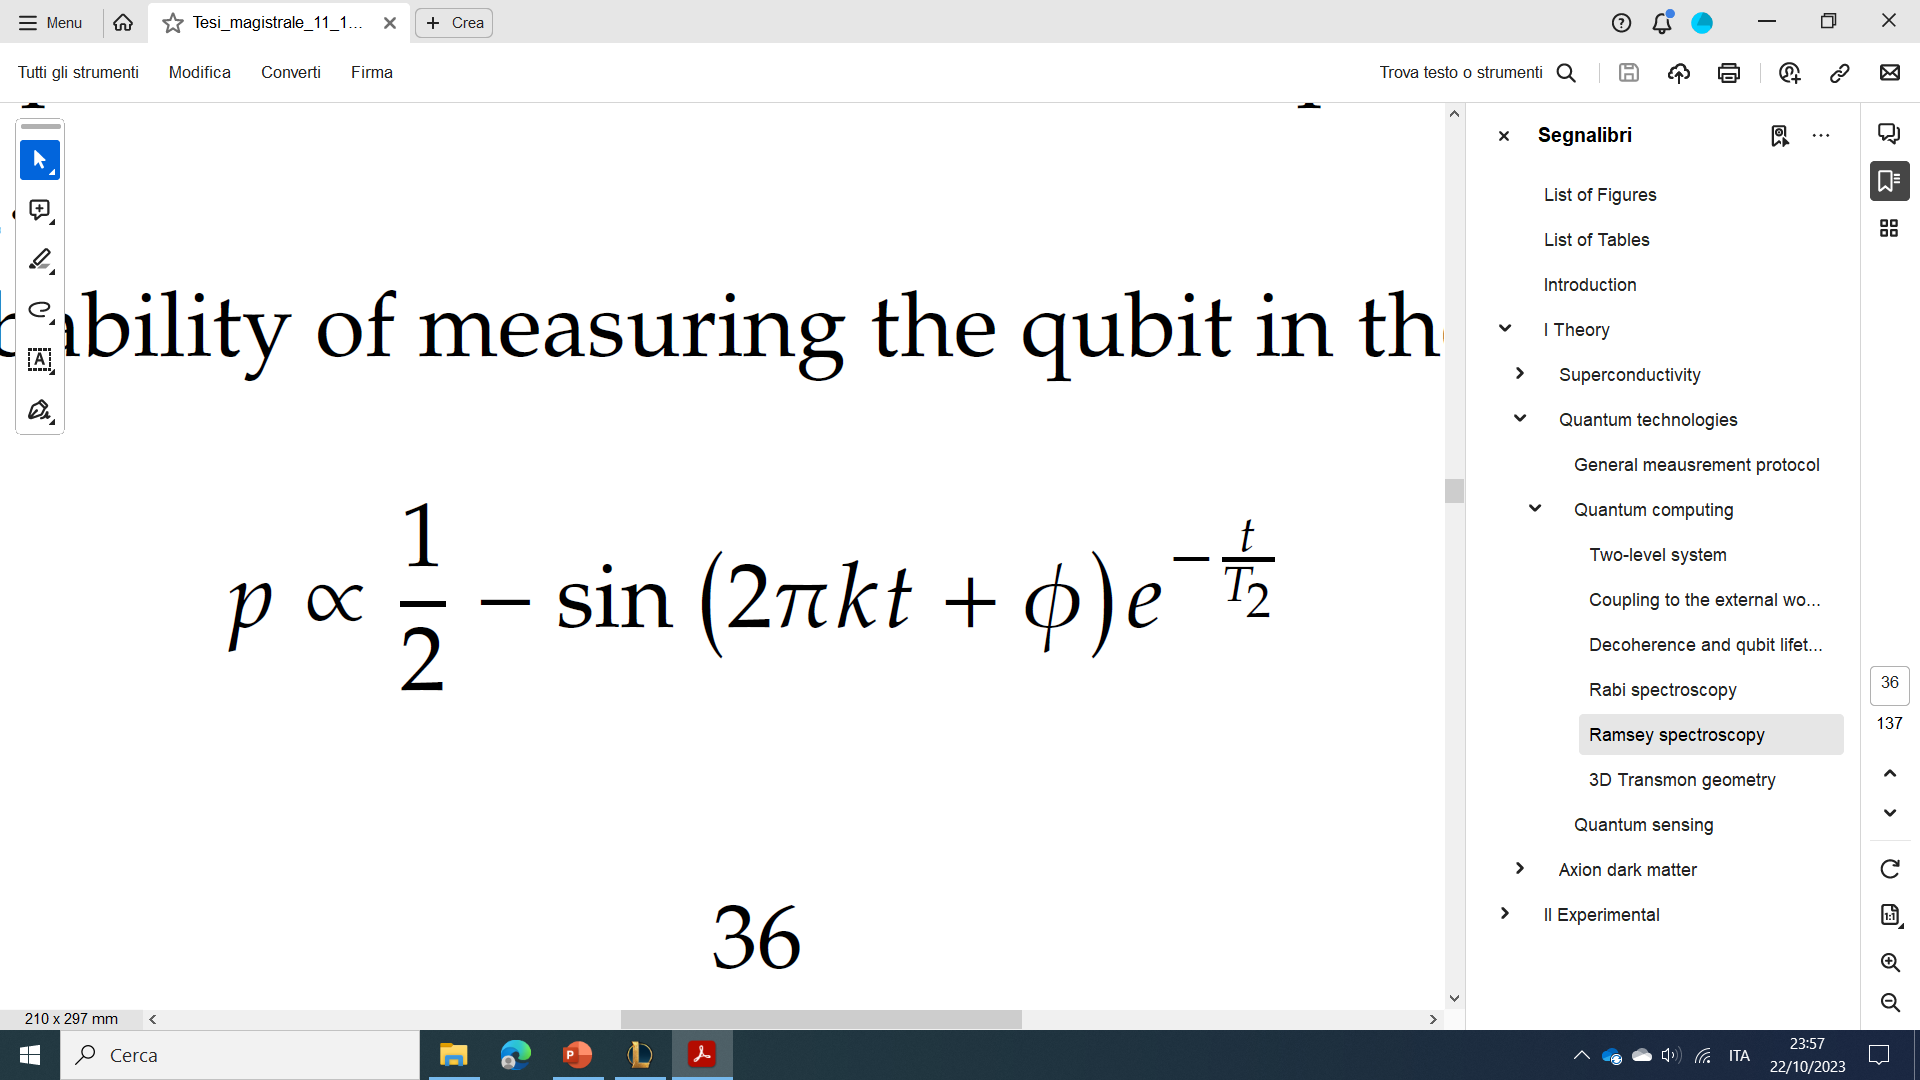 Menu
Tesi_magistrale_11_1...
Crea
Tutti gli strumenti
Modifica
Converti
Firma
Trova testo o strumenti
ability of measuring the qubit in th
p ∝ 1/2 − sin (2πkt + ϕ) e^{−t/T₂}
36
210 x 297 mm
Segnalibri
List of Figures
List of Tables
Introduction
I Theory
Superconductivity
Quantum technologies
General meausrement protocol
Quantum computing
Two-level system
Coupling to the external wo...
Decoherence and qubit lifet...
Rabi spectroscopy
Ramsey spectroscopy
3D Transmon geometry
Quantum sensing
Axion dark matter
II Experimental
36
137
1:1
Cerca
ITA
23:57
22/10/2023